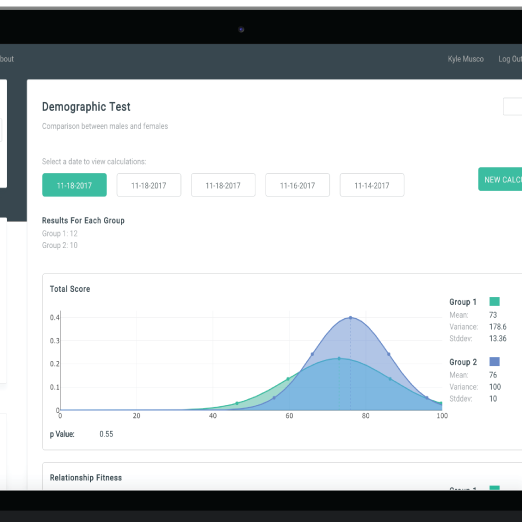 bout
Kyle Musco Log Out
Demographic Test
Comparison between males and females
Select a date to view calculations:
11-18-2017 11-18-2017 11-18-2017 11-16-2017 11-14-2017
NEW CALCU
Results For Each Group
Group 1: 12
Group 2: 10
Total Score
0.4
0.3
0.2
0.1
0
0 20 40 60 80 100
Group 1
Mean: 73
Variance: 178.6
Stddev: 13.36
Group 2
Mean: 76
Variance: 100
Stddev: 10
p Value: 0.55
Relationship Fitness
Group 1